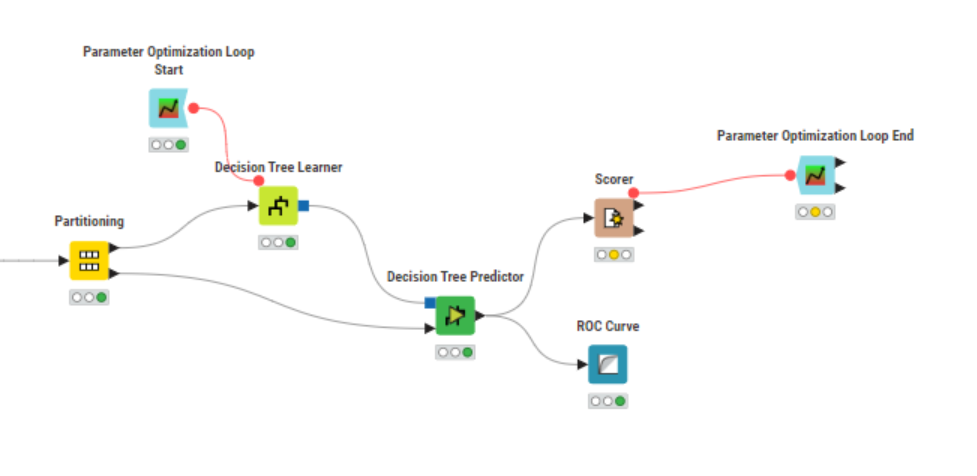 Parameter Optimization Loop
Start
Parameter Optimization Loop End
Decision Tree Learner
Scorer
Partitioning
Decision Tree Predictor
ROC Curve